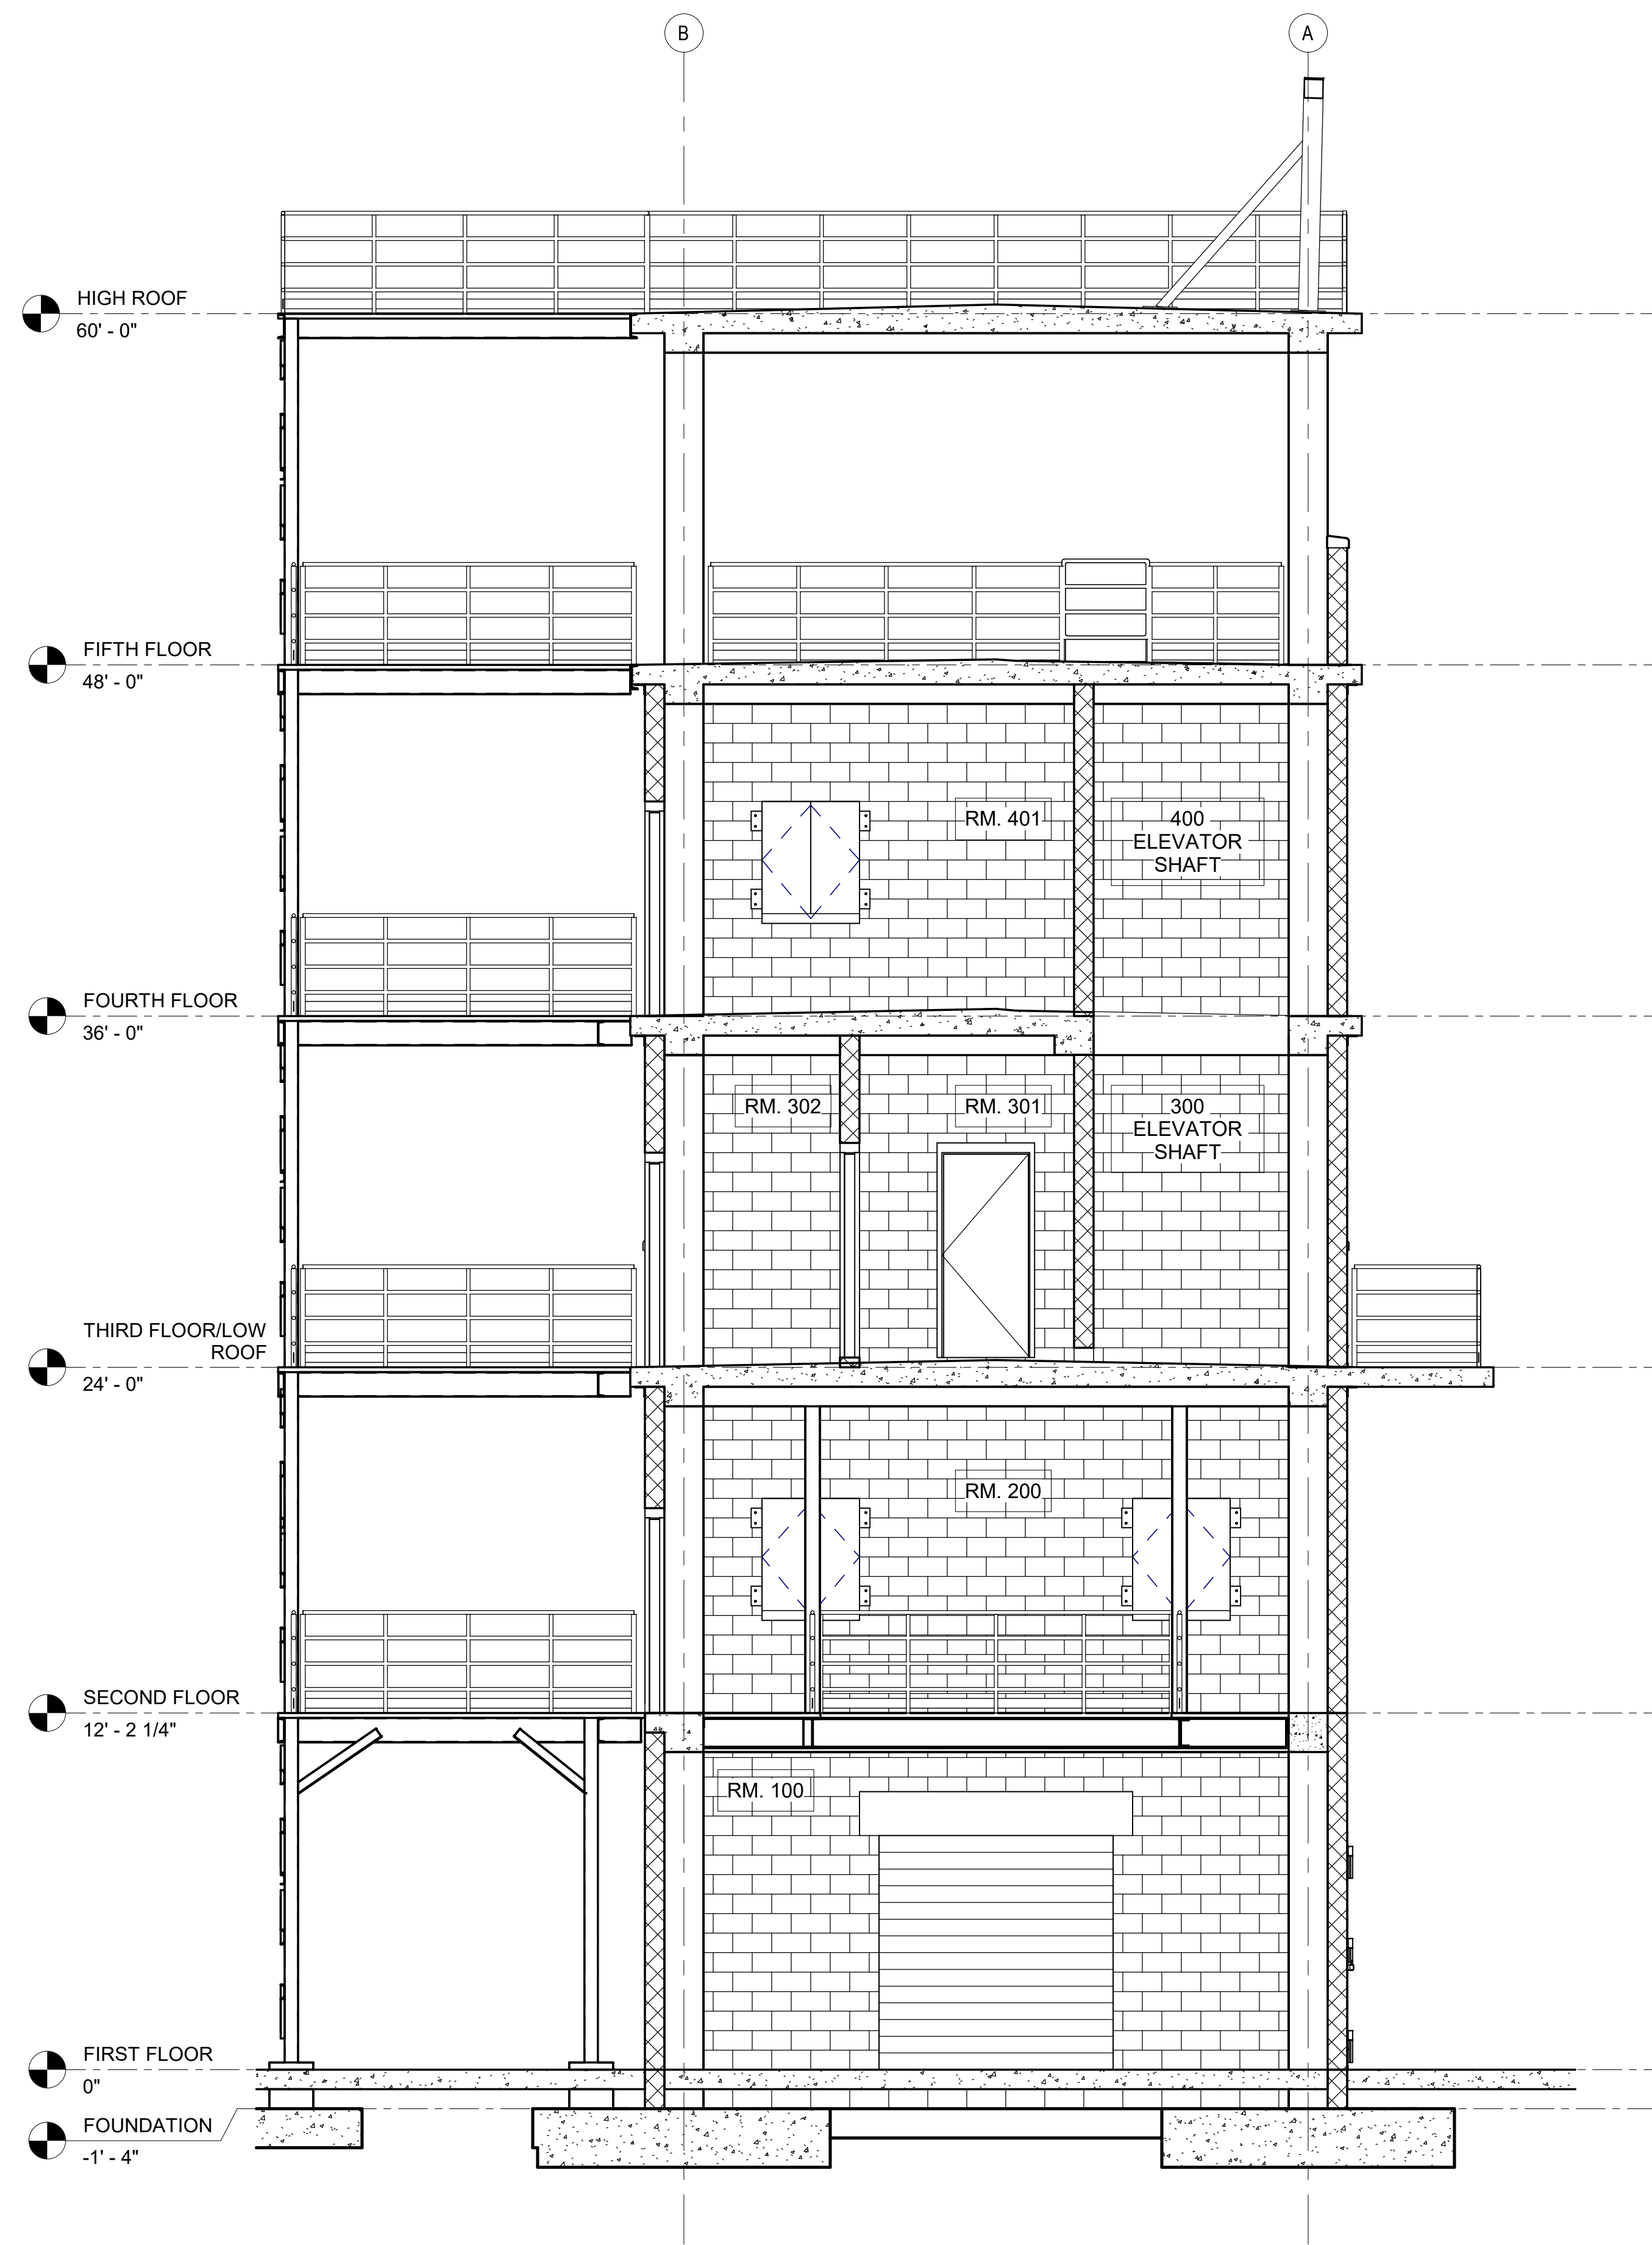 B
A
HIGH ROOF
60' - 0"
FIFTH FLOOR
48' - 0"
RM. 401
400
ELEVATOR
SHAFT
FOURTH FLOOR
36' - 0"
RM. 302
RM. 301
300
ELEVATOR
SHAFT
THIRD FLOOR/LOW
ROOF
24' - 0"
RM. 200
SECOND FLOOR
12' - 2 1/4"
RM. 100
FIRST FLOOR
0"
FOUNDATION
-1' - 4"